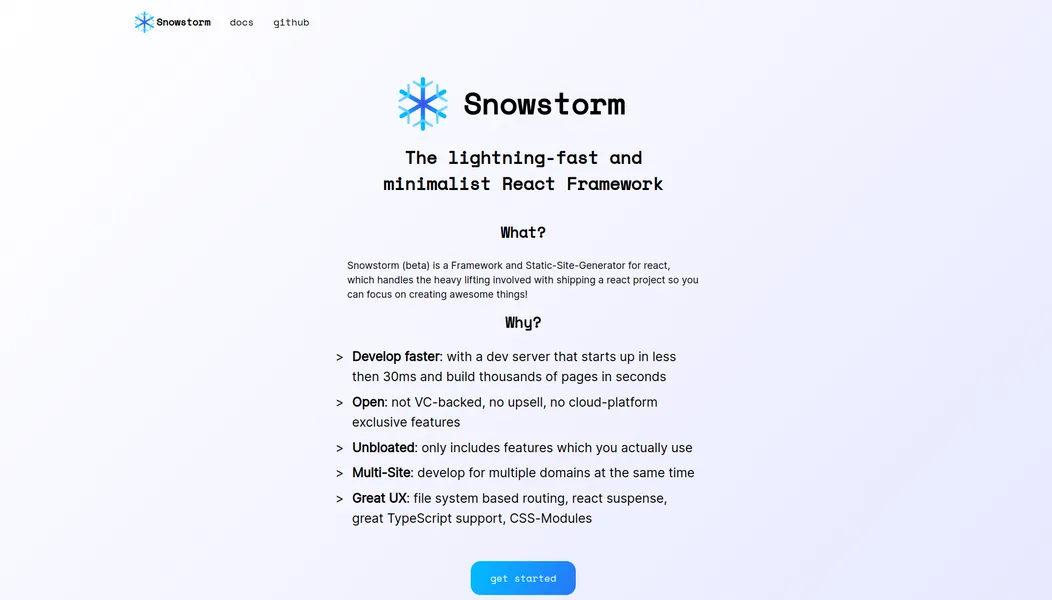 Snowstorm docs github
Snowstorm
The lightning-fast and
minimalist React Framework
What?
Snowstorm (beta) is a Framework and Static-Site-Generator for react,
which handles the heavy lifting involved with shipping a react project so you
can focus on creating awesome things!
Why?
> Develop faster: with a dev server that starts up in less
then 30ms and build thousands of pages in seconds
> Open: not VC-backed, no upsell, no cloud-platform
exclusive features
> Unbloated: only includes features which you actually use
> Multi-Site: develop for multiple domains at the same time
> Great UX: file system based routing, react suspense,
great TypeScript support, CSS-Modules
get started